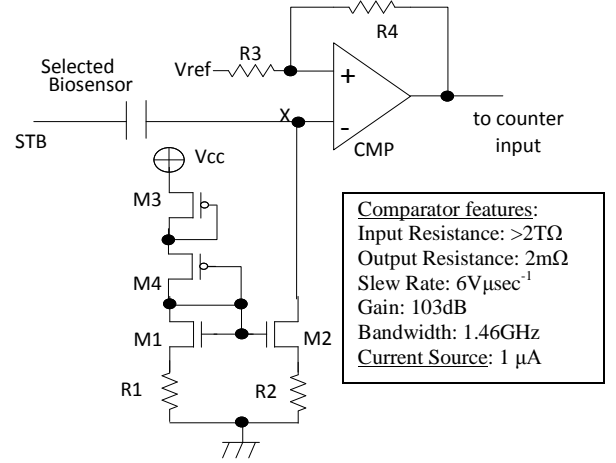 R4
R3
Selected
Biosensor
Vref
+
X
-
STB
CMP
to counter
input
Vcc
M3
M4
M1
M2
R1
R2
Comparator features:
Input Resistance: >2TΩ
Output Resistance: 2mΩ
Slew Rate: 6Vμsec⁻¹
Gain: 103dB
Bandwidth: 1.46GHz
Current Source: 1 μA